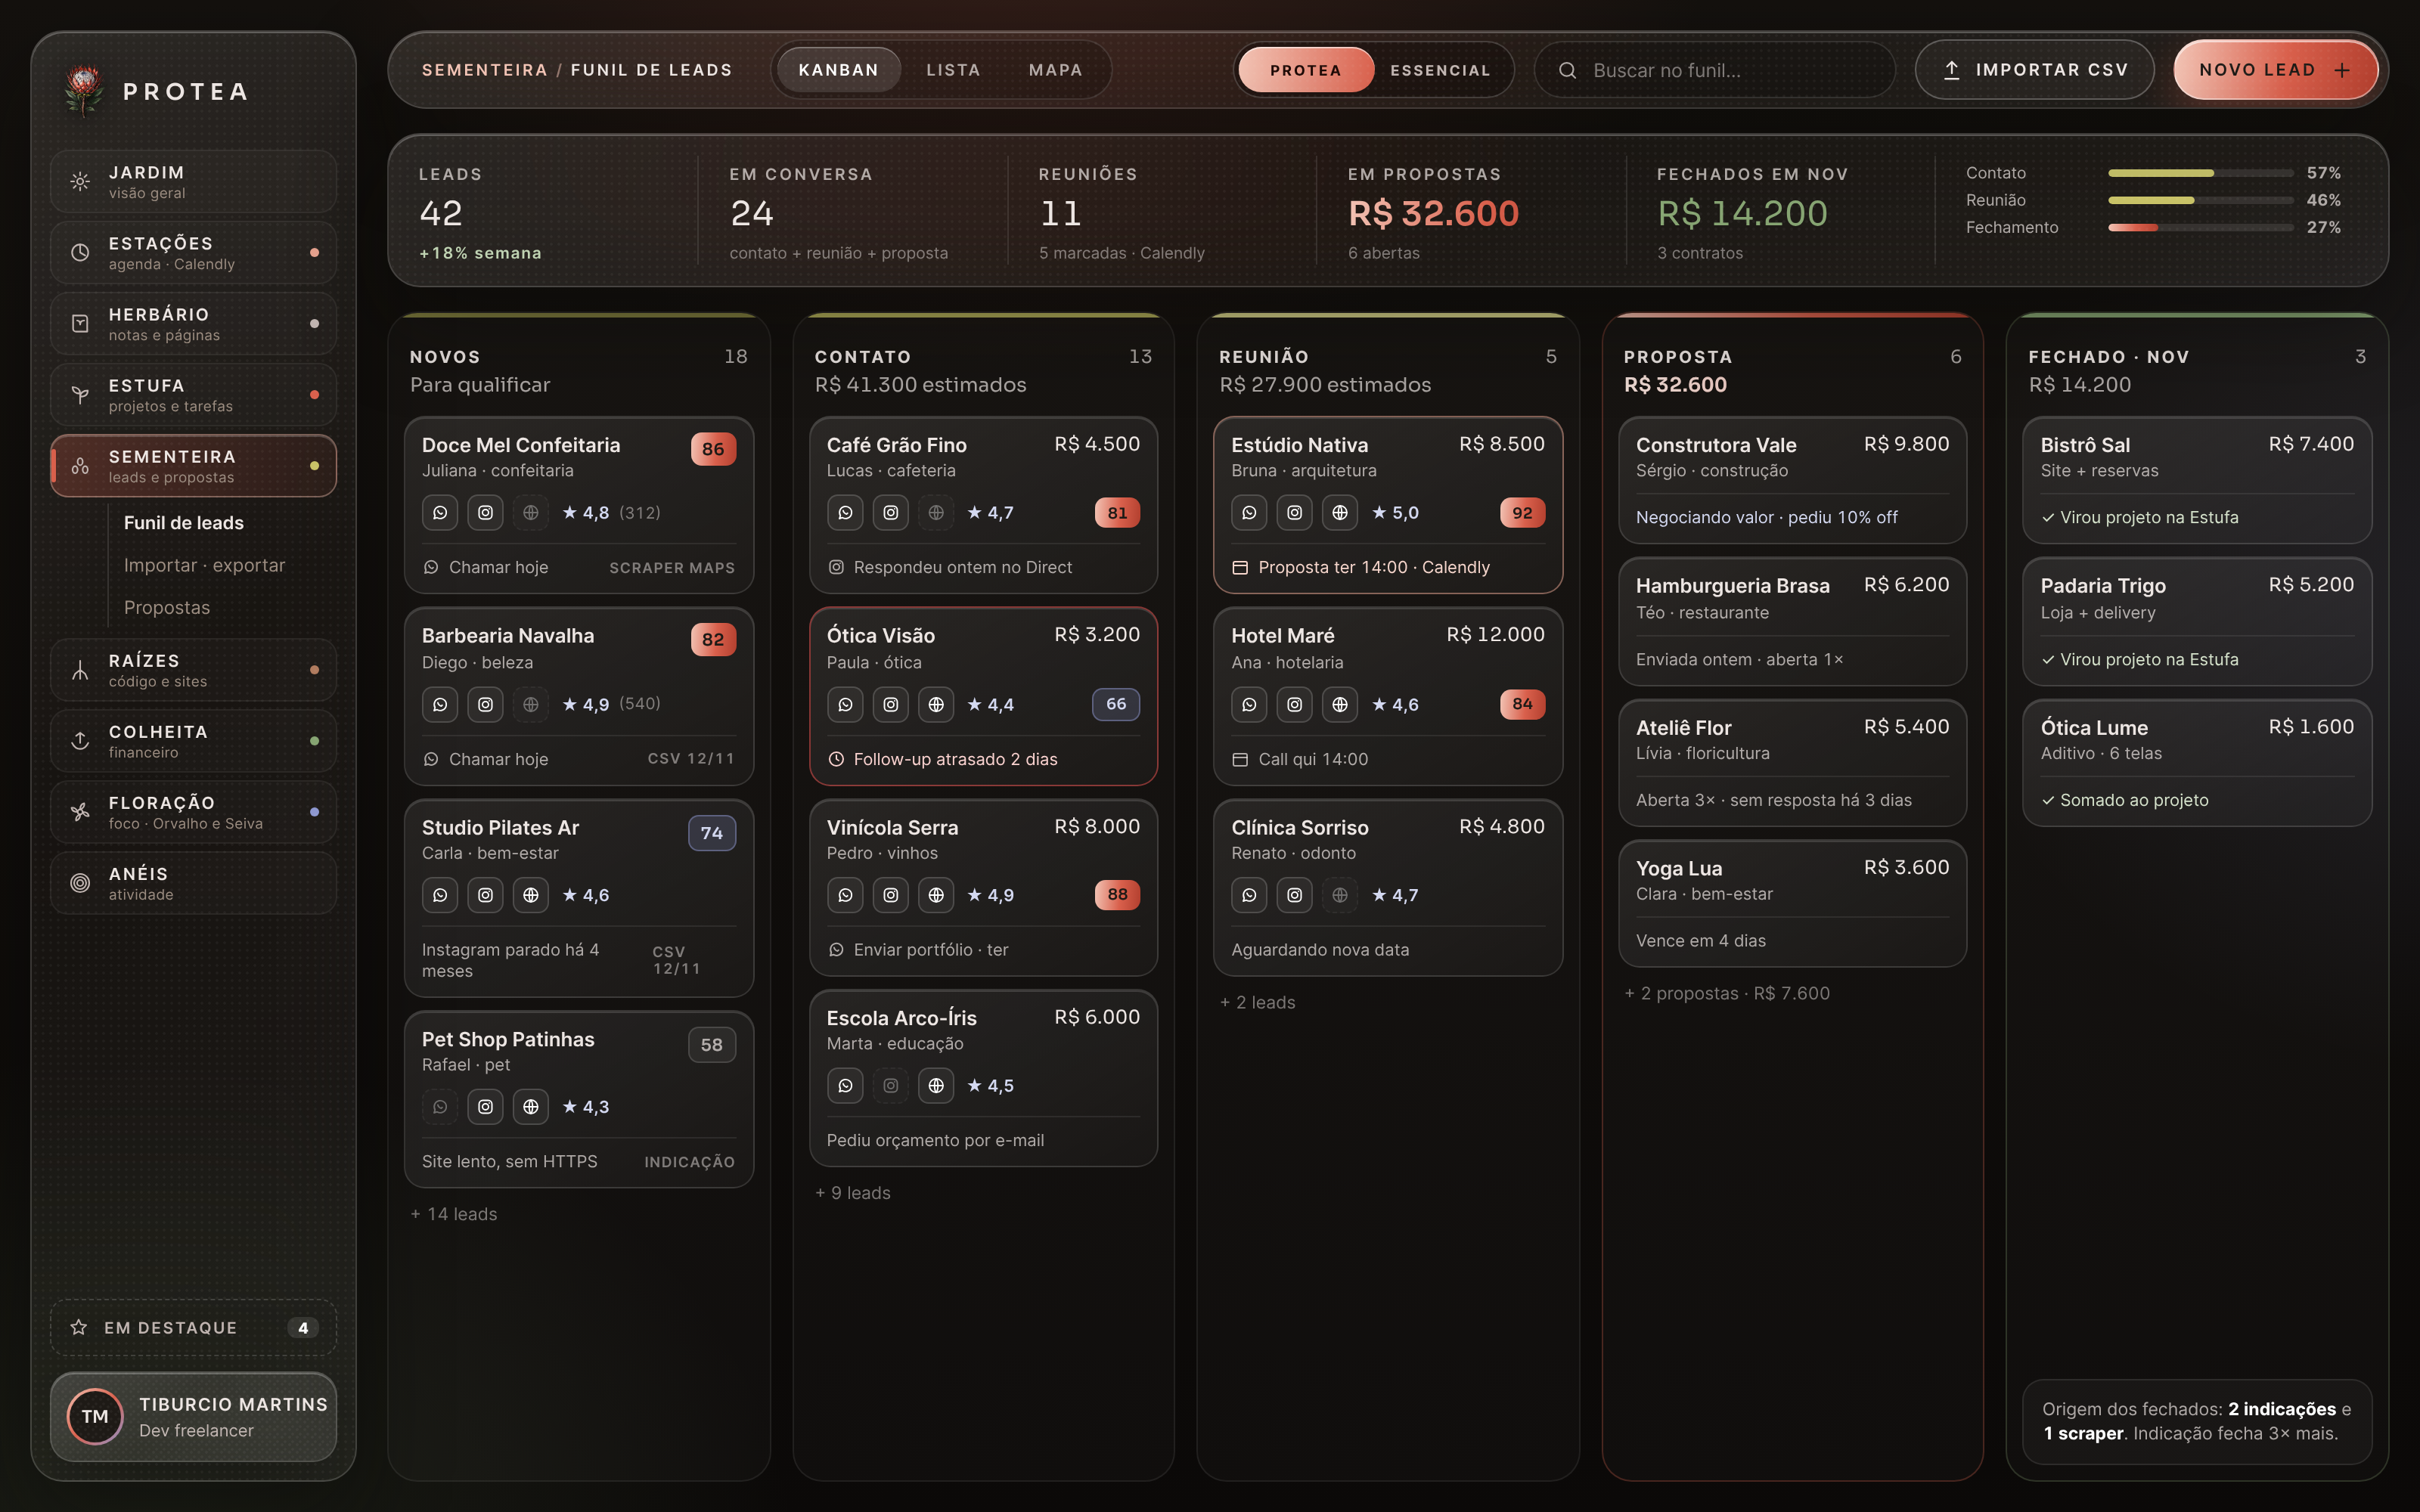 PROTEA
JARDIM
visão geral
ESTAÇÕES
agenda · Calendly
HERBÁRIO
notas e páginas
ESTUFA
projetos e tarefas
SEMENTEIRA
leads e propostas
Funil de leads
Importar · exportar
Propostas
RAÍZES
código e sites
COLHEITA
financeiro
FLORAÇÃO
foco · Orvalho e Seiva
ANÉIS
atividade
EM DESTAQUE 4
TM
TIBURCIO MARTINS
Dev freelancer
SEMENTEIRA / FUNIL DE LEADS
KANBAN LISTA MAPA
PROTEA ESSENCIAL
Buscar no funil...
IMPORTAR CSV
NOVO LEAD +
LEADS
42
+18% semana
EM CONVERSA
24
contato + reunião + proposta
REUNIÕES
11
5 marcadas · Calendly
EM PROPOSTAS
R$ 32.600
6 abertas
FECHADOS EM NOV
R$ 14.200
3 contratos
Contato 57%
Reunião 46%
Fechamento 27%
NOVOS 18
Para qualificar
Doce Mel Confeitaria 86
Juliana · confeitaria
★ 4,8 (312)
Chamar hoje SCRAPER MAPS
Barbearia Navalha 82
Diego · beleza
★ 4,9 (540)
Chamar hoje CSV 12/11
Studio Pilates Ar 74
Carla · bem-estar
★ 4,6
Instagram parado há 4
meses
CSV
12/11
Pet Shop Patinhas 58
Rafael · pet
★ 4,3
Site lento, sem HTTPS INDICAÇÃO
+ 14 leads
CONTATO 13
R$ 41.300 estimados
Café Grão Fino R$ 4.500
Lucas · cafeteria
★ 4,7 81
Respondeu ontem no Direct
Ótica Visão R$ 3.200
Paula · ótica
★ 4,4 66
Follow-up atrasado 2 dias
Vinícola Serra R$ 8.000
Pedro · vinhos
★ 4,9 88
Enviar portfólio · ter
Escola Arco-Íris R$ 6.000
Marta · educação
★ 4,5
Pediu orçamento por e-mail
+ 9 leads
REUNIÃO 5
R$ 27.900 estimados
Estúdio Nativa R$ 8.500
Bruna · arquitetura
★ 5,0 92
Proposta ter 14:00 · Calendly
Hotel Maré R$ 12.000
Ana · hotelaria
★ 4,6 84
Call qui 14:00
Clínica Sorriso R$ 4.800
Renato · odonto
★ 4,7
Aguardando nova data
+ 2 leads
PROPOSTA 6
R$ 32.600
Construtora Vale R$ 9.800
Sérgio · construção
Negociando valor · pediu 10% off
Hamburgueria Brasa R$ 6.200
Téo · restaurante
Enviada ontem · aberta 1×
Ateliê Flor R$ 5.400
Lívia · floricultura
Aberta 3× · sem resposta há 3 dias
Yoga Lua R$ 3.600
Clara · bem-estar
Vence em 4 dias
+ 2 propostas · R$ 7.600
FECHADO · NOV 3
R$ 14.200
Bistrô Sal R$ 7.400
Site + reservas
✓ Virou projeto na Estufa
Padaria Trigo R$ 5.200
Loja + delivery
✓ Virou projeto na Estufa
Ótica Lume R$ 1.600
Aditivo · 6 telas
✓ Somado ao projeto
Origem dos fechados: 2 indicações e
1 scraper. Indicação fecha 3× mais.